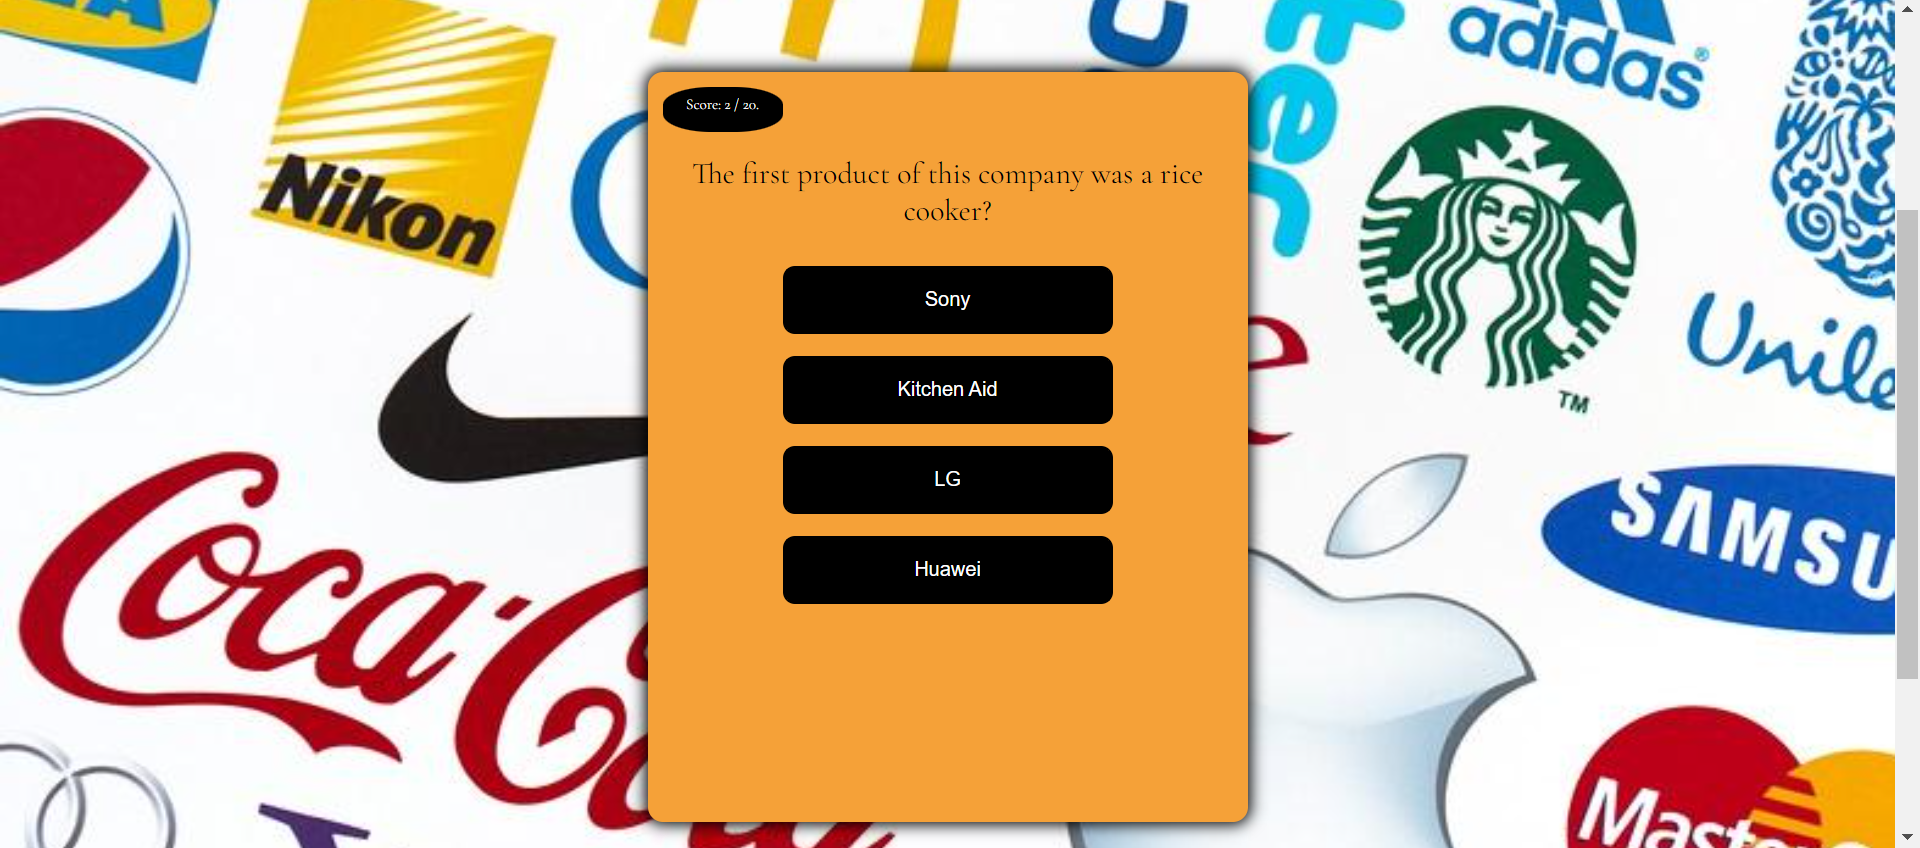 Nikon
adidas
®
Score: 2 / 20.
The first product of this company was a rice
cooker?
Sony
Kitchen Aid
LG
Huawei
TM
Unile
Coca-Co
SAMSU
Master